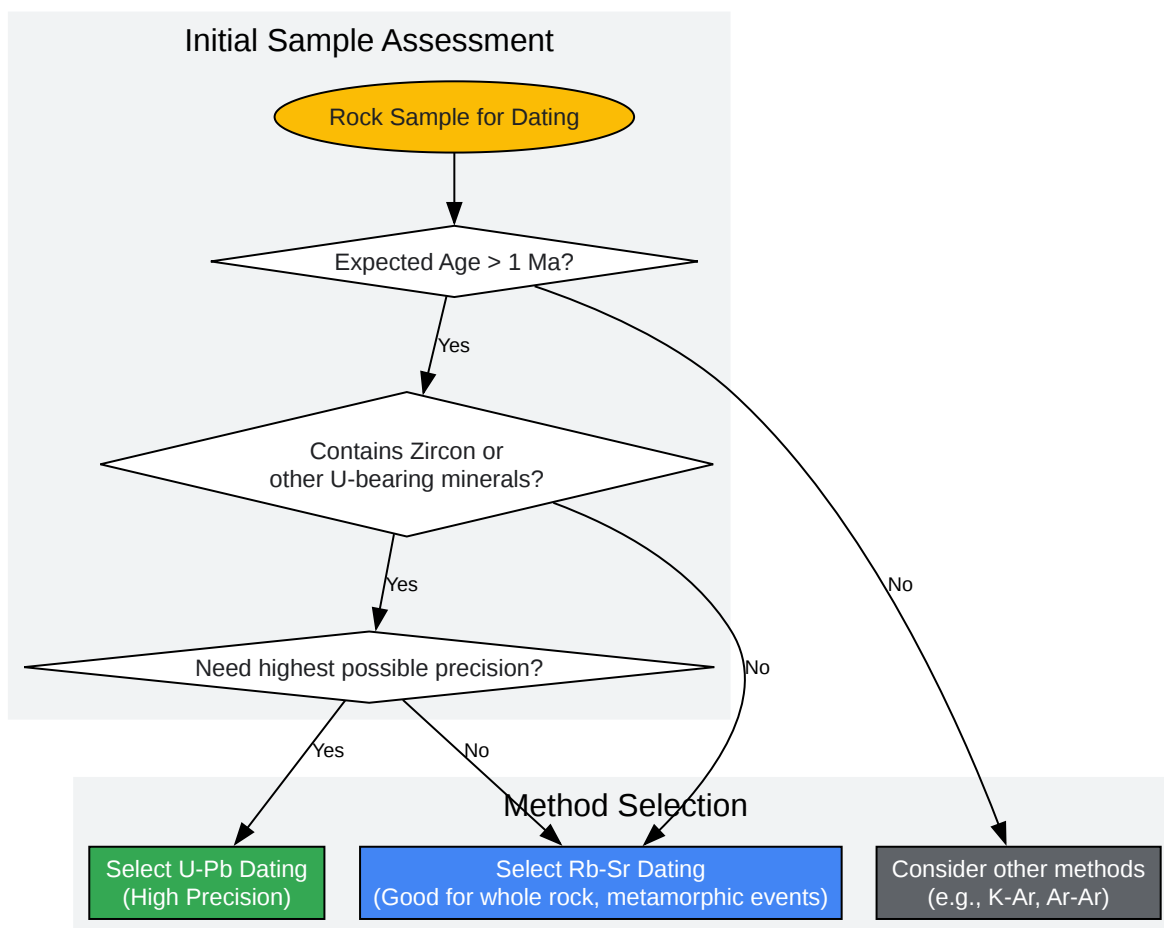 Initial Sample Assessment
Rock Sample for Dating
Expected Age > 1 Ma?
Yes
Contains Zircon or
other U-bearing minerals?
Yes
No
Need highest possible precision?
No
Yes
No
Method Selection
Select U-Pb Dating
(High Precision)
Select Rb-Sr Dating
(Good for whole rock, metamorphic events)
Consider other methods
(e.g., K-Ar, Ar-Ar)